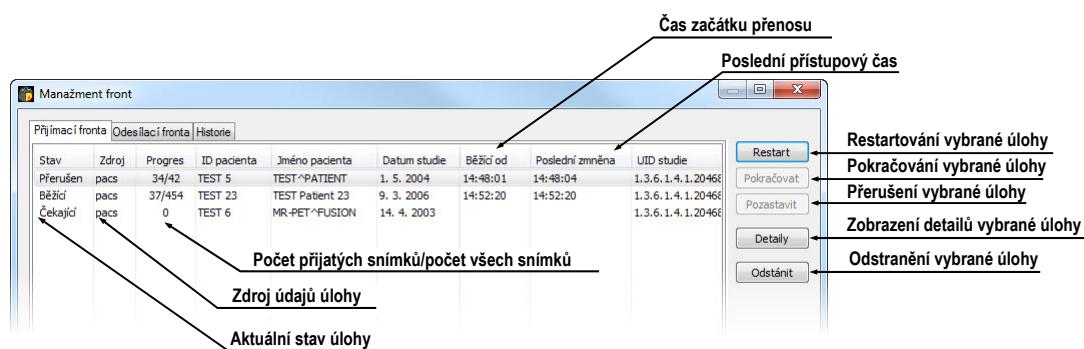 Čas začátku přenosu
Poslední přístupový čas
Manažment front
Přijímací fronta Odesílací fronta Historie
Stav Zdroj Progres ID pacienta Jméno pacienta Datum studie Běžící od Poslední zmněna UID studie
Přerušen pacs 34/42 TEST 5 TEST^PATIENT 1. 5. 2004 14:48:01 14:48:04 1.3.6.1.4.1.20468
Běžící pacs 37/454 TEST 23 TEST Patient 23 9. 3. 2006 14:52:20 14:52:20 1.3.6.1.4.1.20468
Čekající pacs 0 TEST 6 MR-PET^FUSION 14. 4. 2003 1.3.6.1.4.1.20468
Restart
Pokračovat
Pozastavit
Detaily
Odstánit
Restartování vybrané úlohy
Pokračování vybrané úlohy
Přerušení vybrané úlohy
Zobrazení detailů vybrané úlohy
Odstranění vybrané úlohy
Počet přijatých snímků/počet všech snímků
Zdroj údajů úlohy
Aktuální stav úlohy